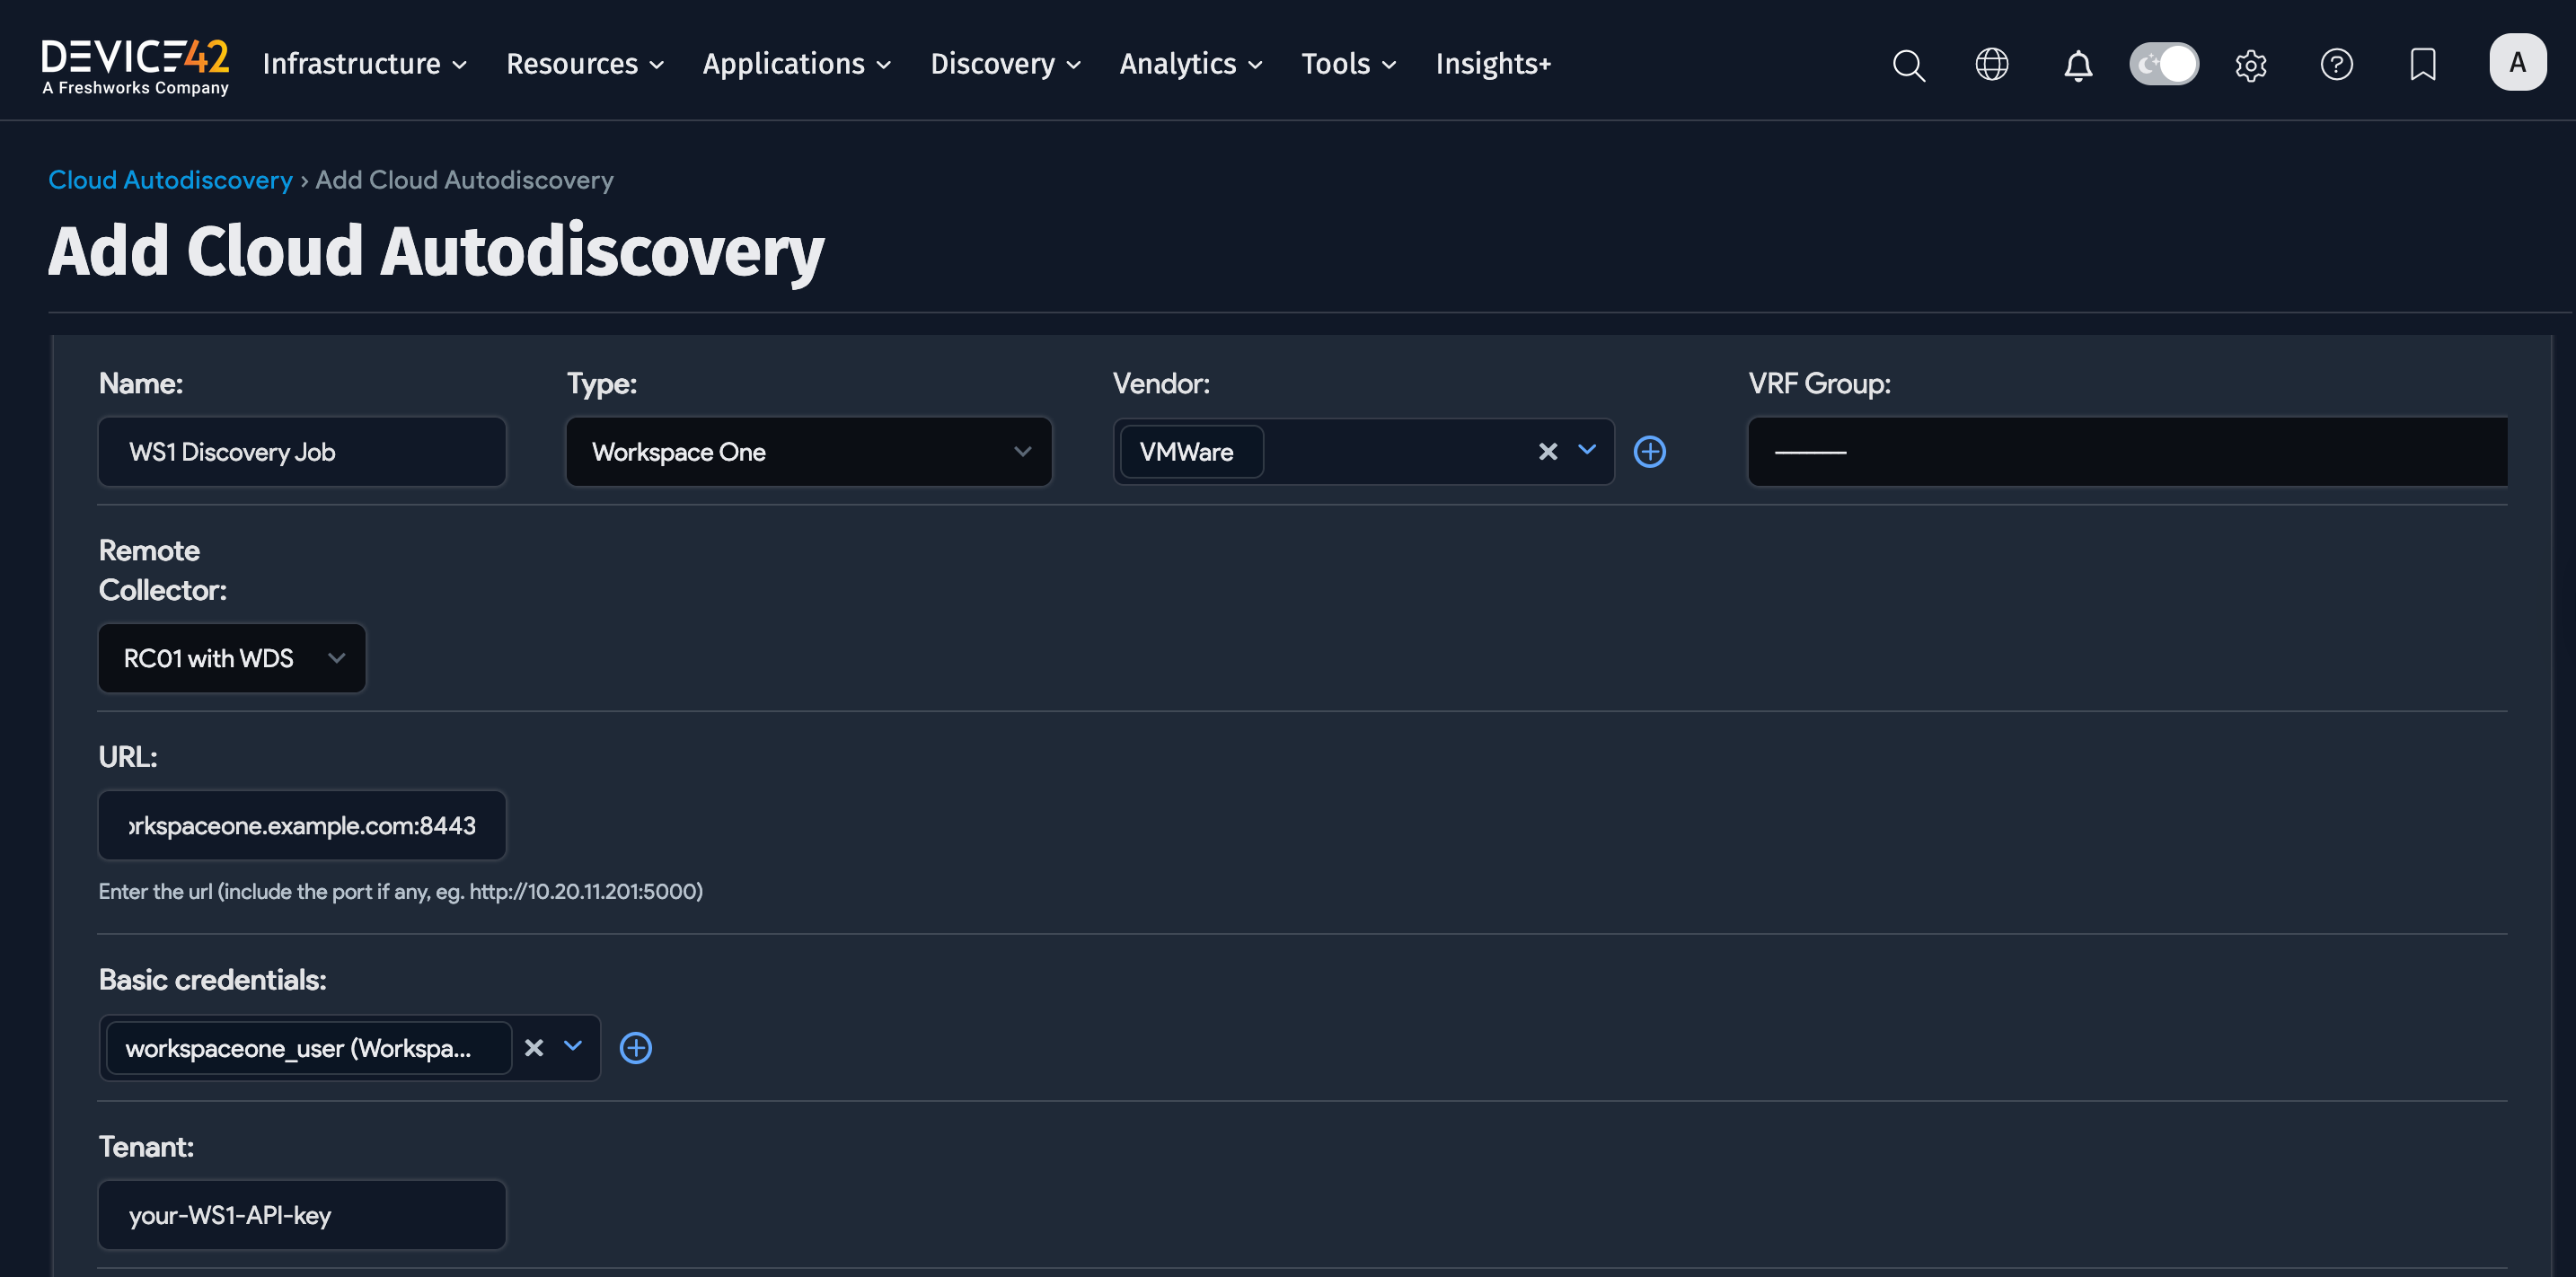 DEVICE42
A Freshworks Company
Infrastructure Resources Applications Discovery Analytics Tools Insights+
A
Cloud Autodiscovery › Add Cloud Autodiscovery
Add Cloud Autodiscovery
Name: Type: Vendor: VRF Group:
WS1 Discovery Job Workspace One VMWare ———
Remote
Collector:
RC01 with WDS
URL:
orkspaceone.example.com:8443
Enter the url (include the port if any, eg. http://10.20.11.201:5000)
Basic credentials:
workspaceone_user (Workspa...
Tenant:
your-WS1-API-key